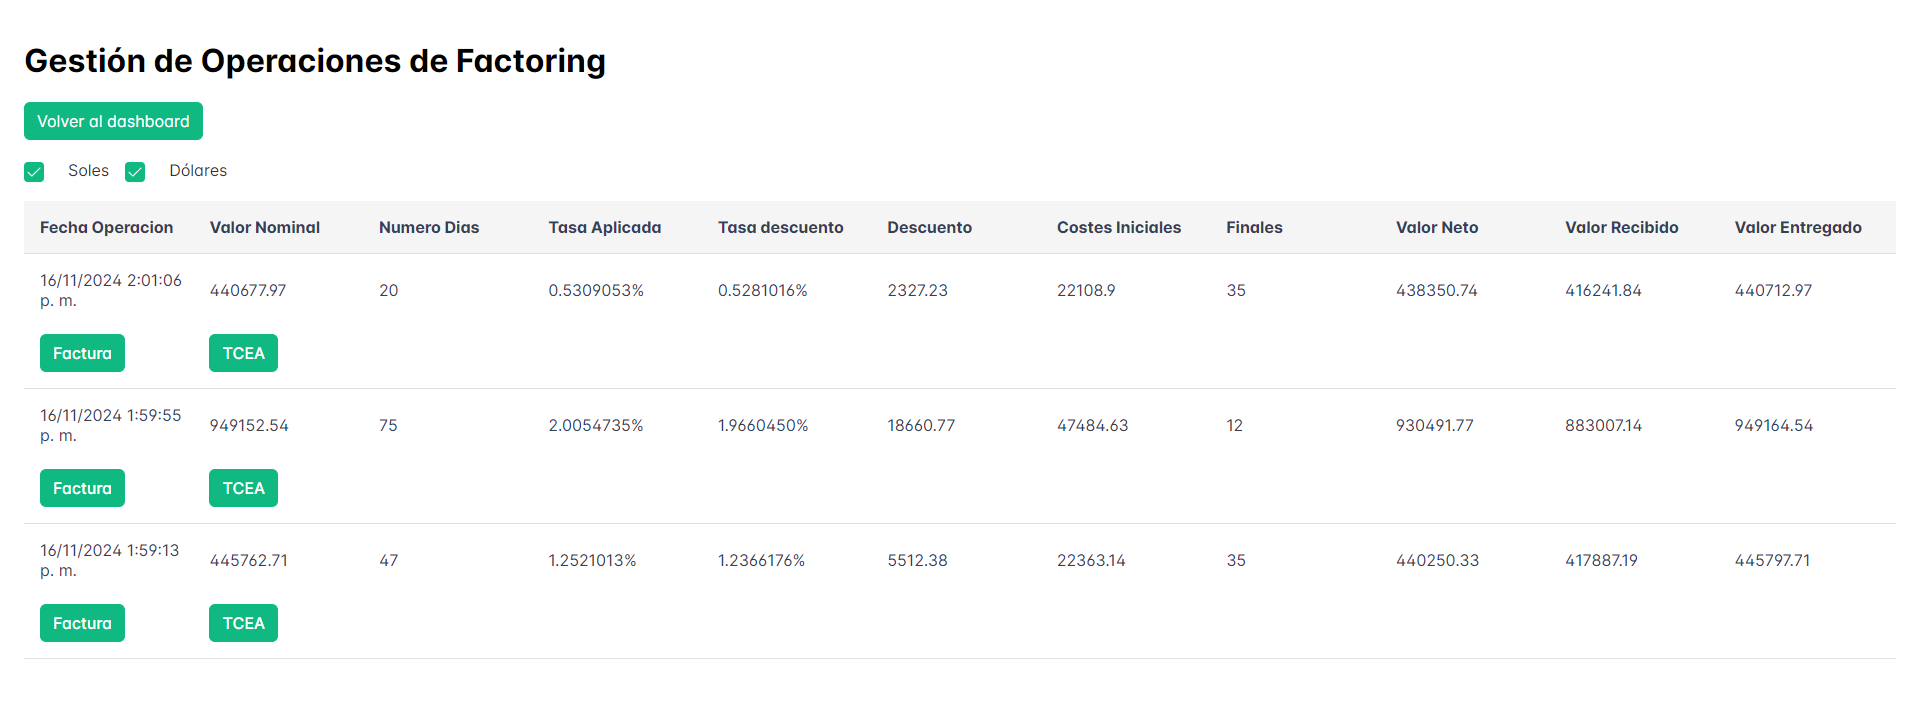 Gestión de Operaciones de Factoring
Volver al dashboard
Soles Dólares
Fecha Operacion Valor Nominal Numero Dias Tasa Aplicada Tasa descuento Descuento Costes Iniciales Finales Valor Neto Valor Recibido Valor Entregado
16/11/2024 2:01:06
p. m.
440677.97 20 0.5309053% 0.5281016% 2327.23 22108.9 35 438350.74 416241.84 440712.97
Factura TCEA
16/11/2024 1:59:55
p. m.
949152.54 75 2.0054735% 1.9660450% 18660.77 47484.63 12 930491.77 883007.14 949164.54
Factura TCEA
16/11/2024 1:59:13
p. m.
445762.71 47 1.2521013% 1.2366176% 5512.38 22363.14 35 440250.33 417887.19 445797.71
Factura TCEA